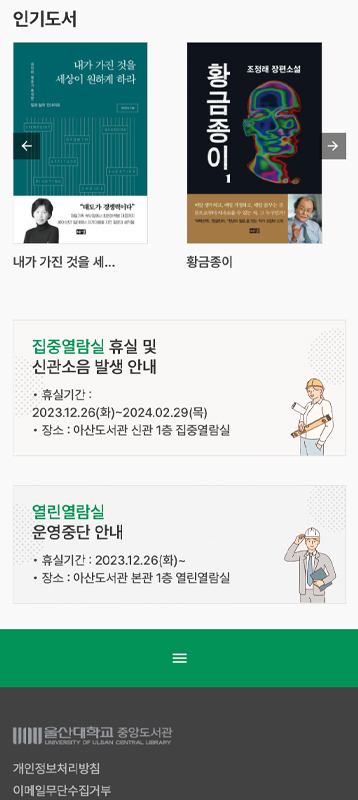 인기도서
내가 가진 것을
세상이 원하게 하라
"태도가 경쟁력이다"
황금종이
1
조정래 장편소설
내가 가진 것을 세...
황금종이
집중열람실 휴실 및
신관소음 발생 안내
• 휴실기간 :
2023.12.26(화)~2024.02.29(목)
• 장소 : 아산도서관 신관 1층 집중열람실
열린열람실
운영중단 안내
• 휴실기간 : 2023.12.26(화)~
• 장소 : 아산도서관 본관 1층 열린열람실
울산대학교 중앙도서관
UNIVERSITY OF ULSAN CENTRAL LIBRARY
개인정보처리방침
이메일무단수집거부